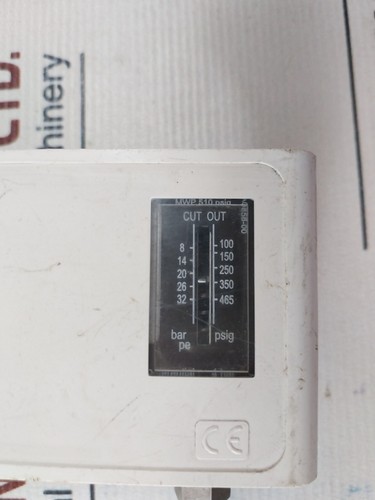 LTD.
hinery
MWP 510 psig
CUT OUT
8 100
14 150
20 250
26 350
32 465
bar psig
pe
CE